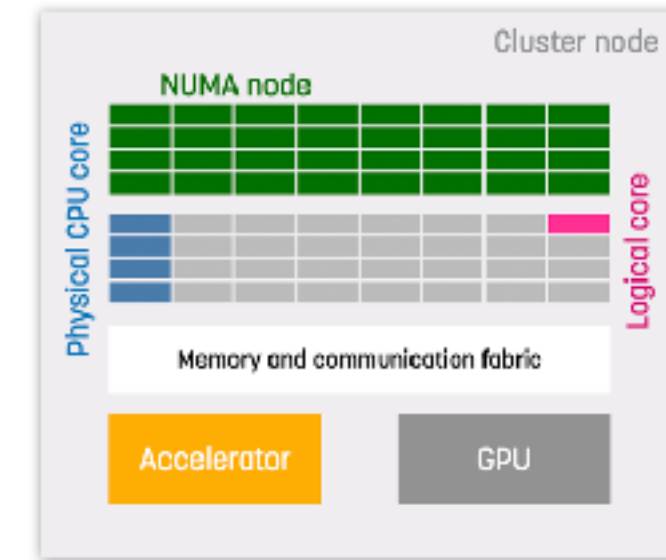 Cluster node
NUMA node
Physical CPU core
Logical core
Memory and communication fabric
Accelerator
GPU